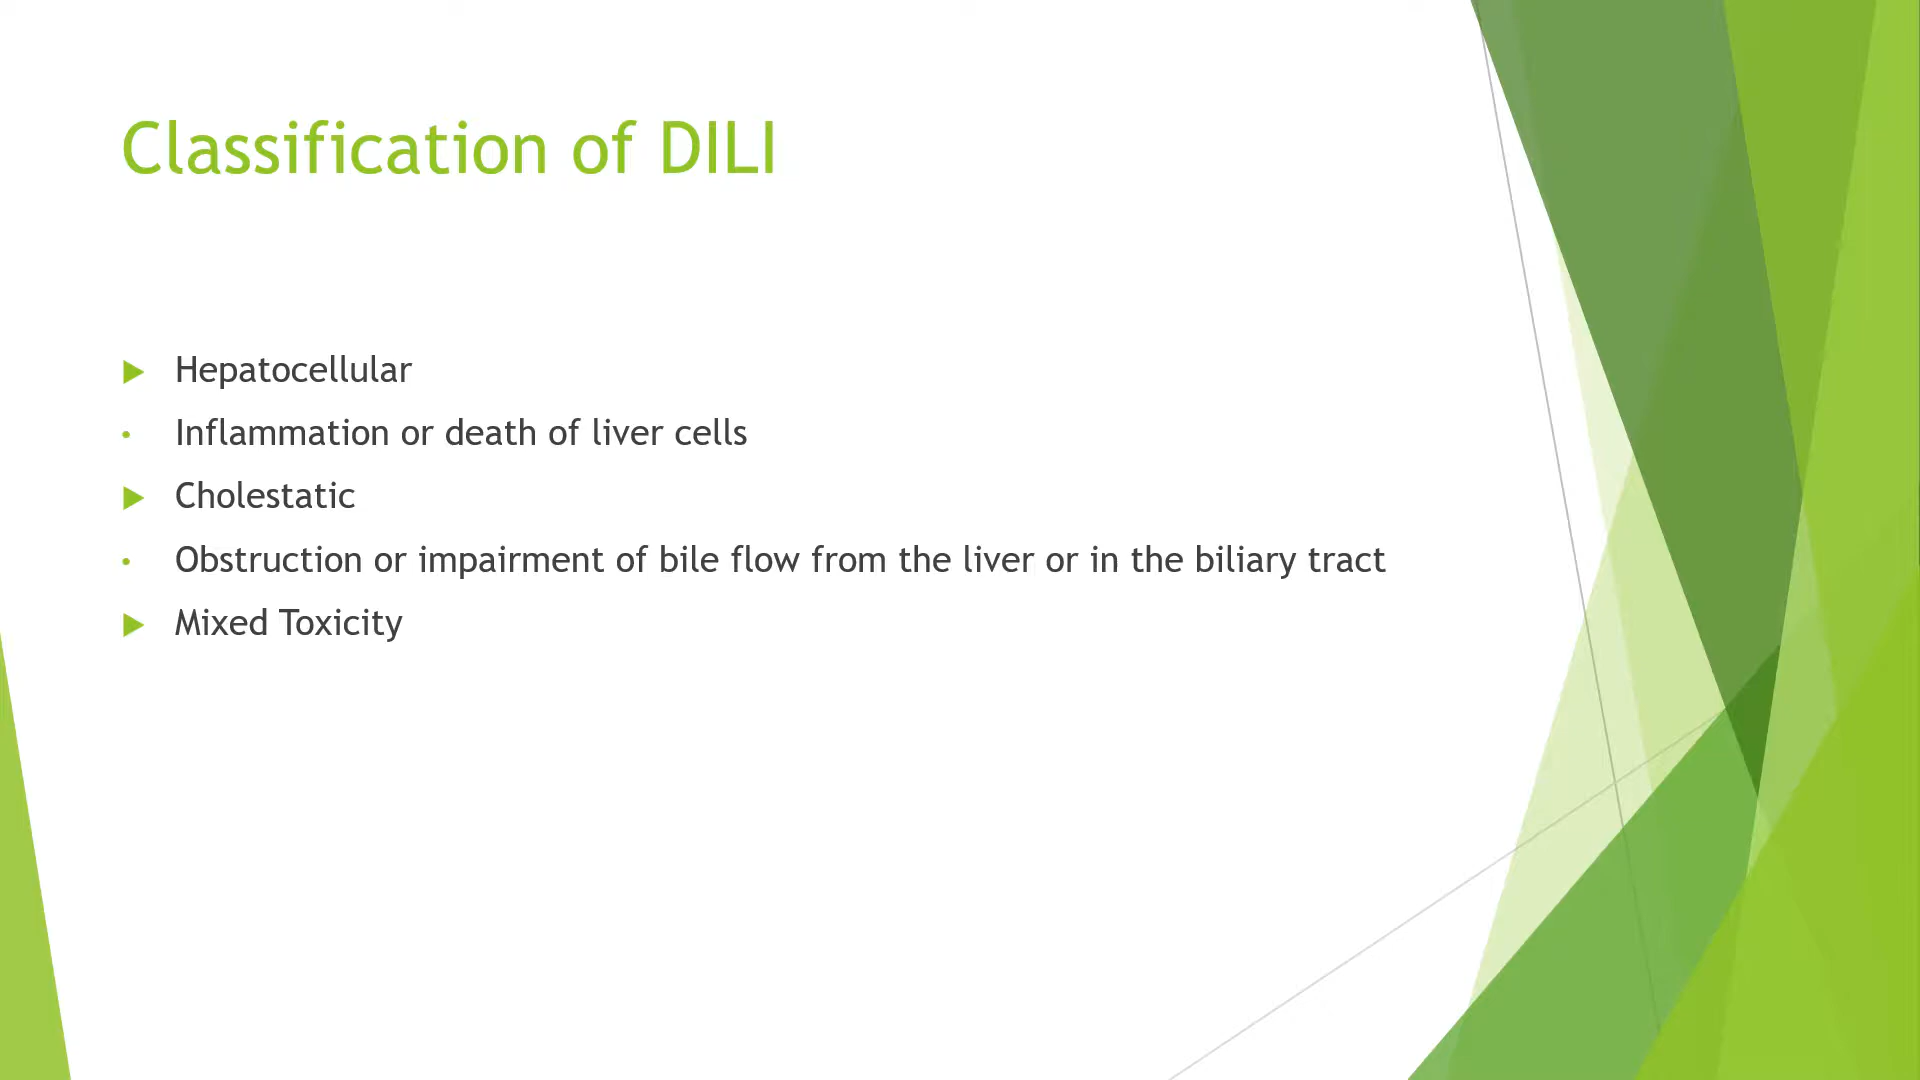 Classification of DILI
Hepatocellular
Inflammation or death of liver cells
Cholestatic
Obstruction or impairment of bile flow from the liver or in the biliary tract
Mixed Toxicity